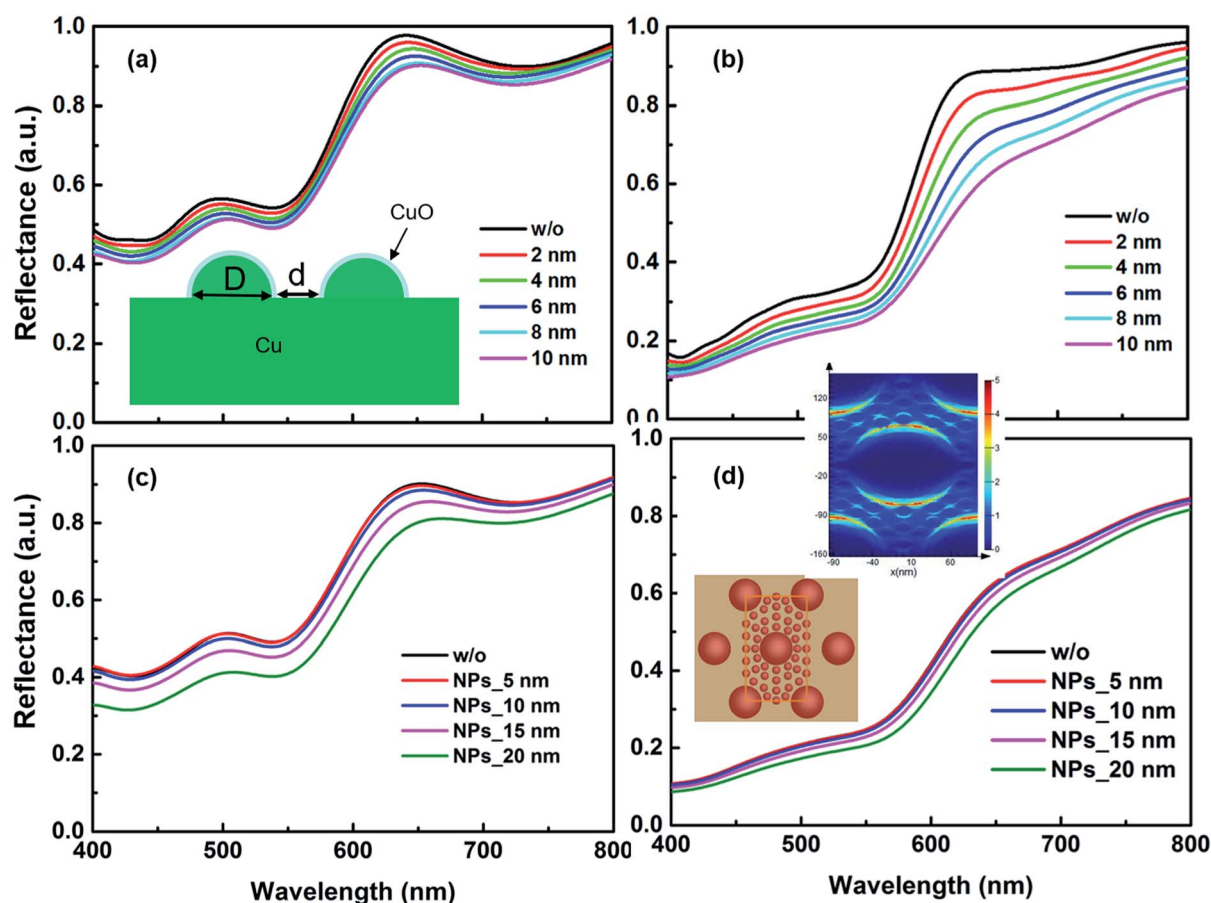 (a)
Reflectance (a.u.)
1.0
0.8
0.6
0.4
0.2
0.0
CuO
D
d
Cu
w/o
2 nm
4 nm
6 nm
8 nm
10 nm
(b)
1.0
0.8
0.6
0.4
0.2
0.0
w/o
2 nm
4 nm
6 nm
8 nm
10 nm
(c)
Reflectance (a.u.)
1.0
0.8
0.6
0.4
0.2
0.0
w/o
NPs_5 nm
NPs_10 nm
NPs_15 nm
NPs_20 nm
400 500 600 700 800
Wavelength (nm)
120
50
-20
-90
-160
-90 -40 10 60
x(nm)
5
4
3
2
1
0
(d)
1.0
0.8
0.6
0.4
0.2
0.0
w/o
NPs_5 nm
NPs_10 nm
NPs_15 nm
NPs_20 nm
400 500 600 700 800
Wavelength (nm)